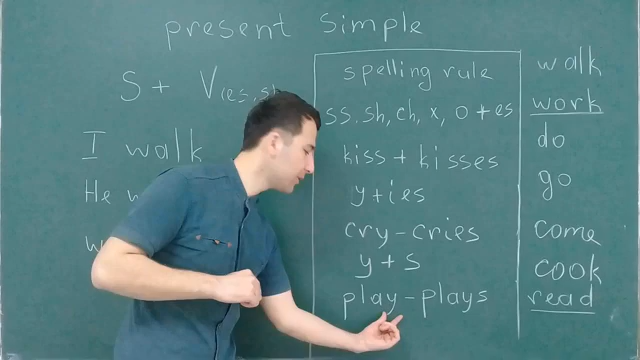 present simple
S + V(es,s)
I walk
He
spelling rule
ss, sh, ch, x, o + es
kiss + kisses
y + ies
cry - cries
y + s
play - plays
walk
work
do
go
come
cook
read